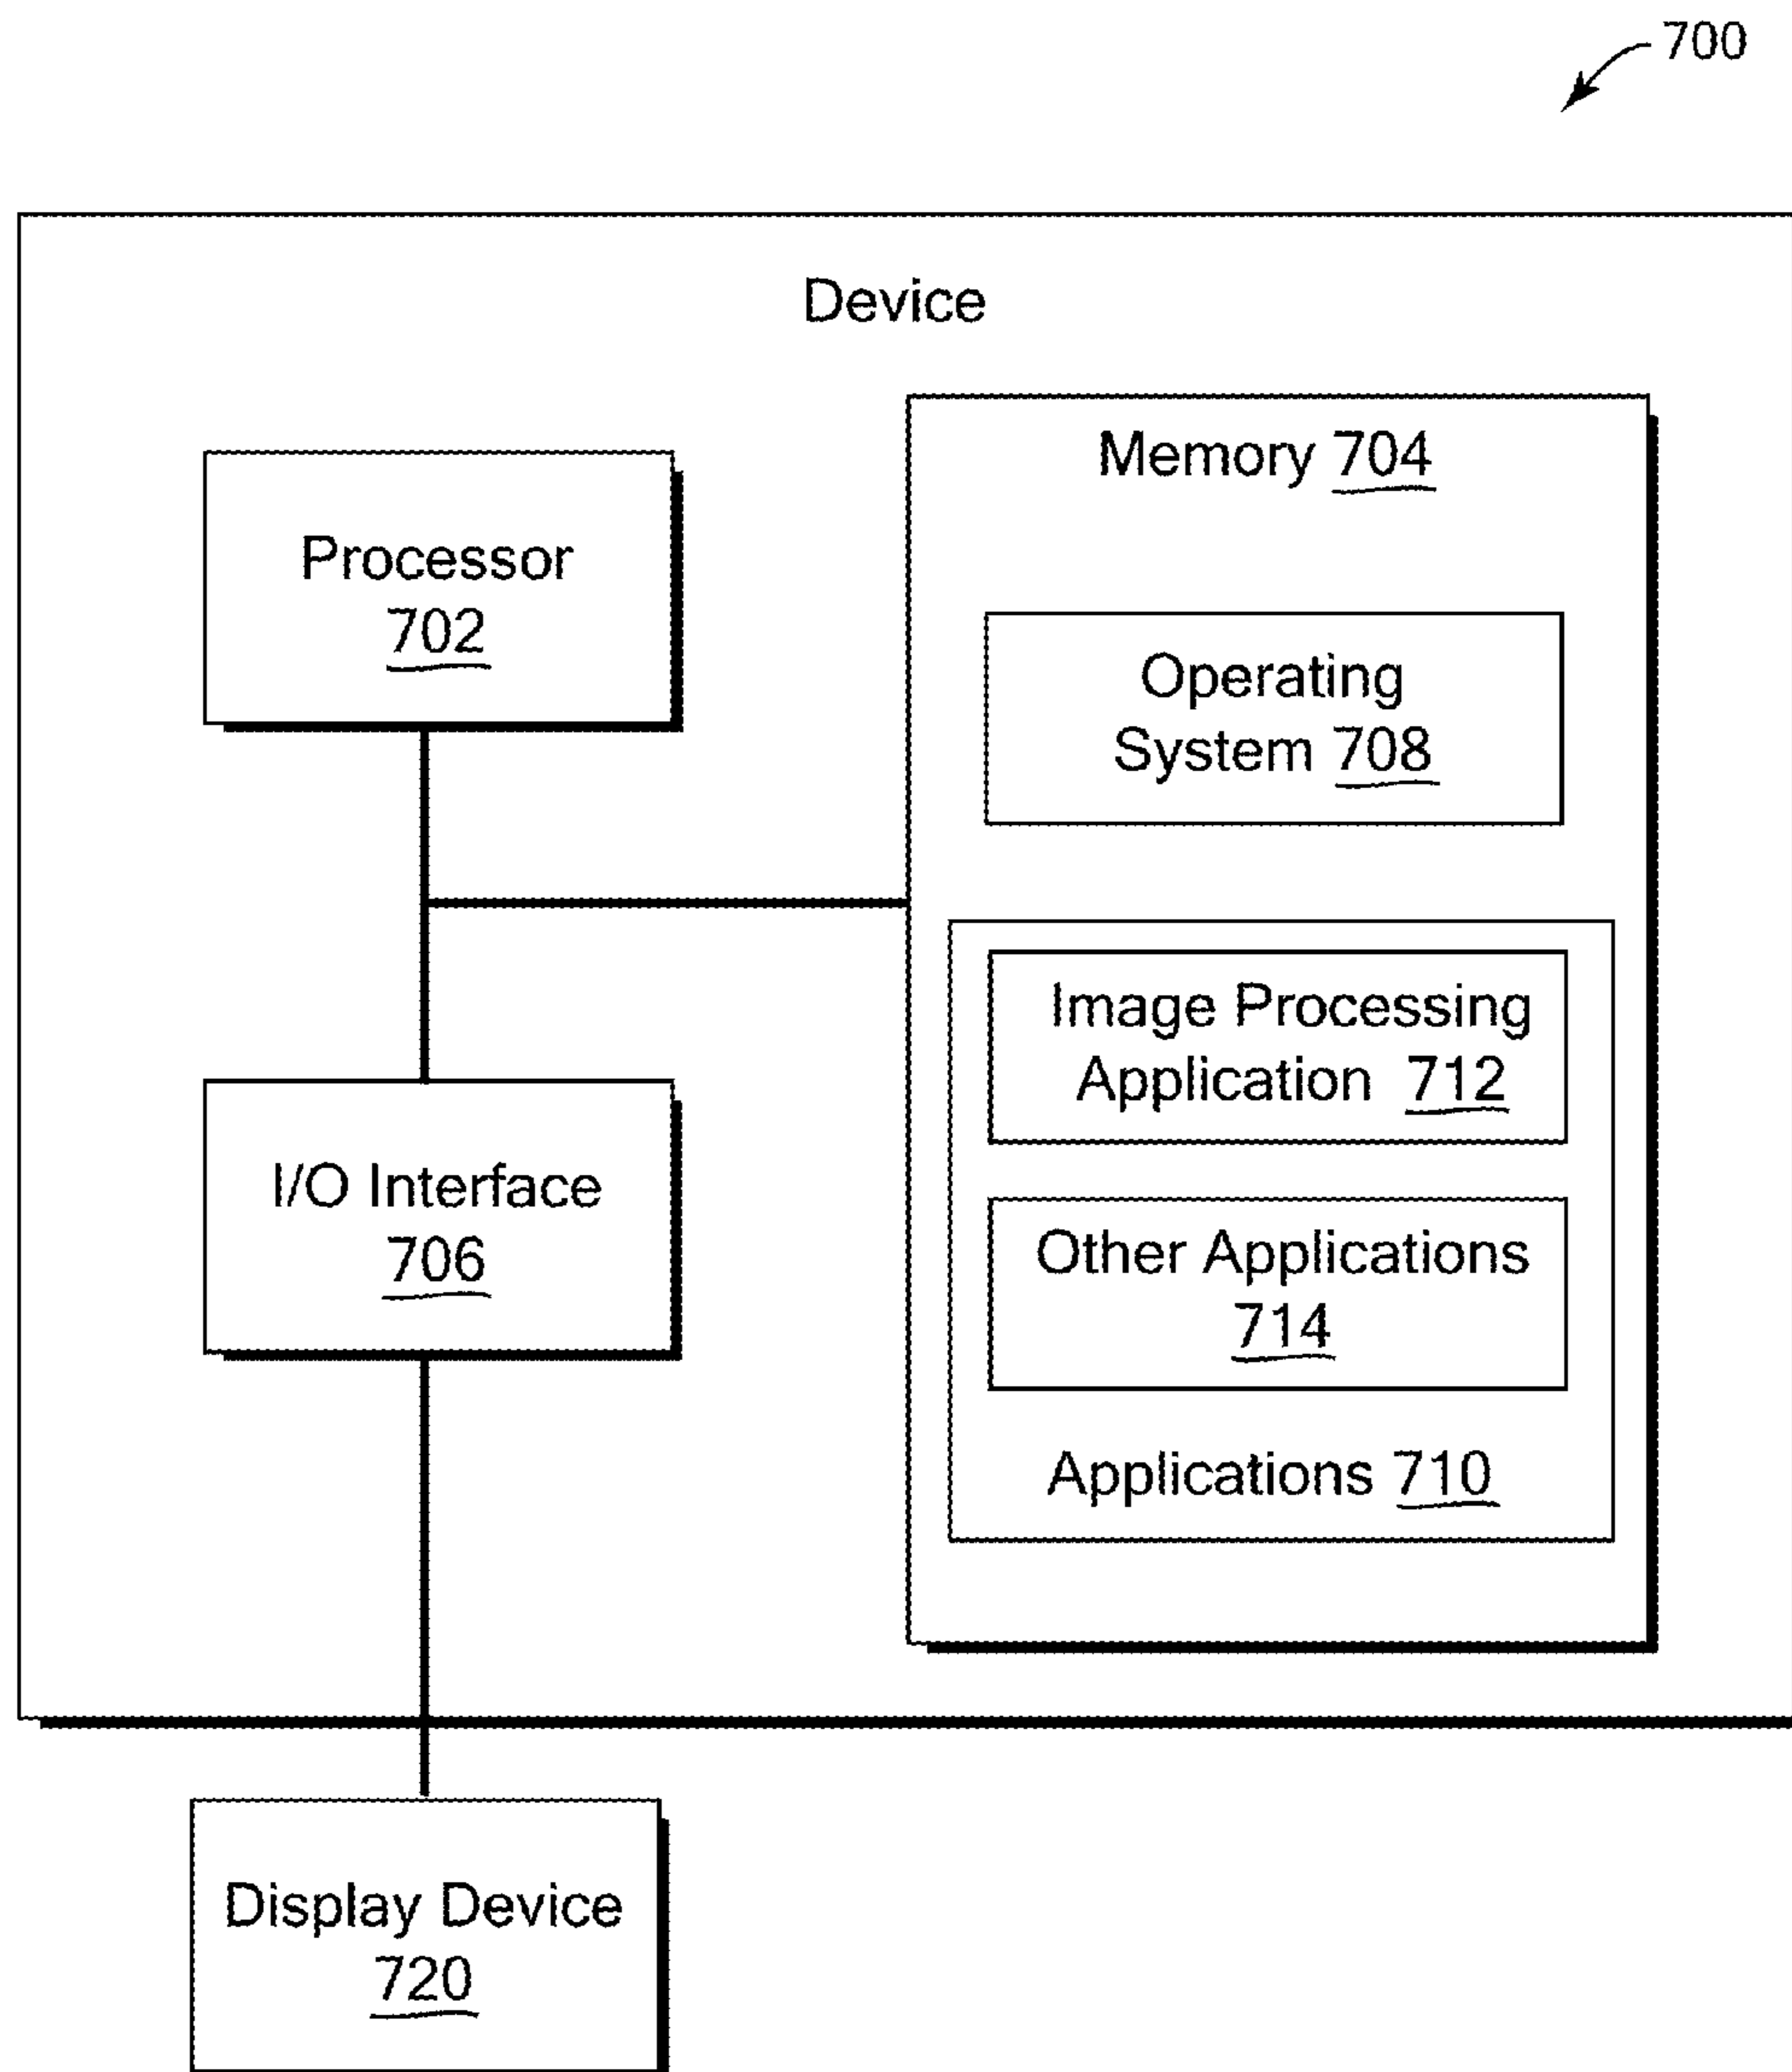 700
Device
Processor
702
Memory 704
Operating
System 708
Image Processing
Application 712
I/O Interface
706
Other Applications
714
Applications 710
Display Device
720